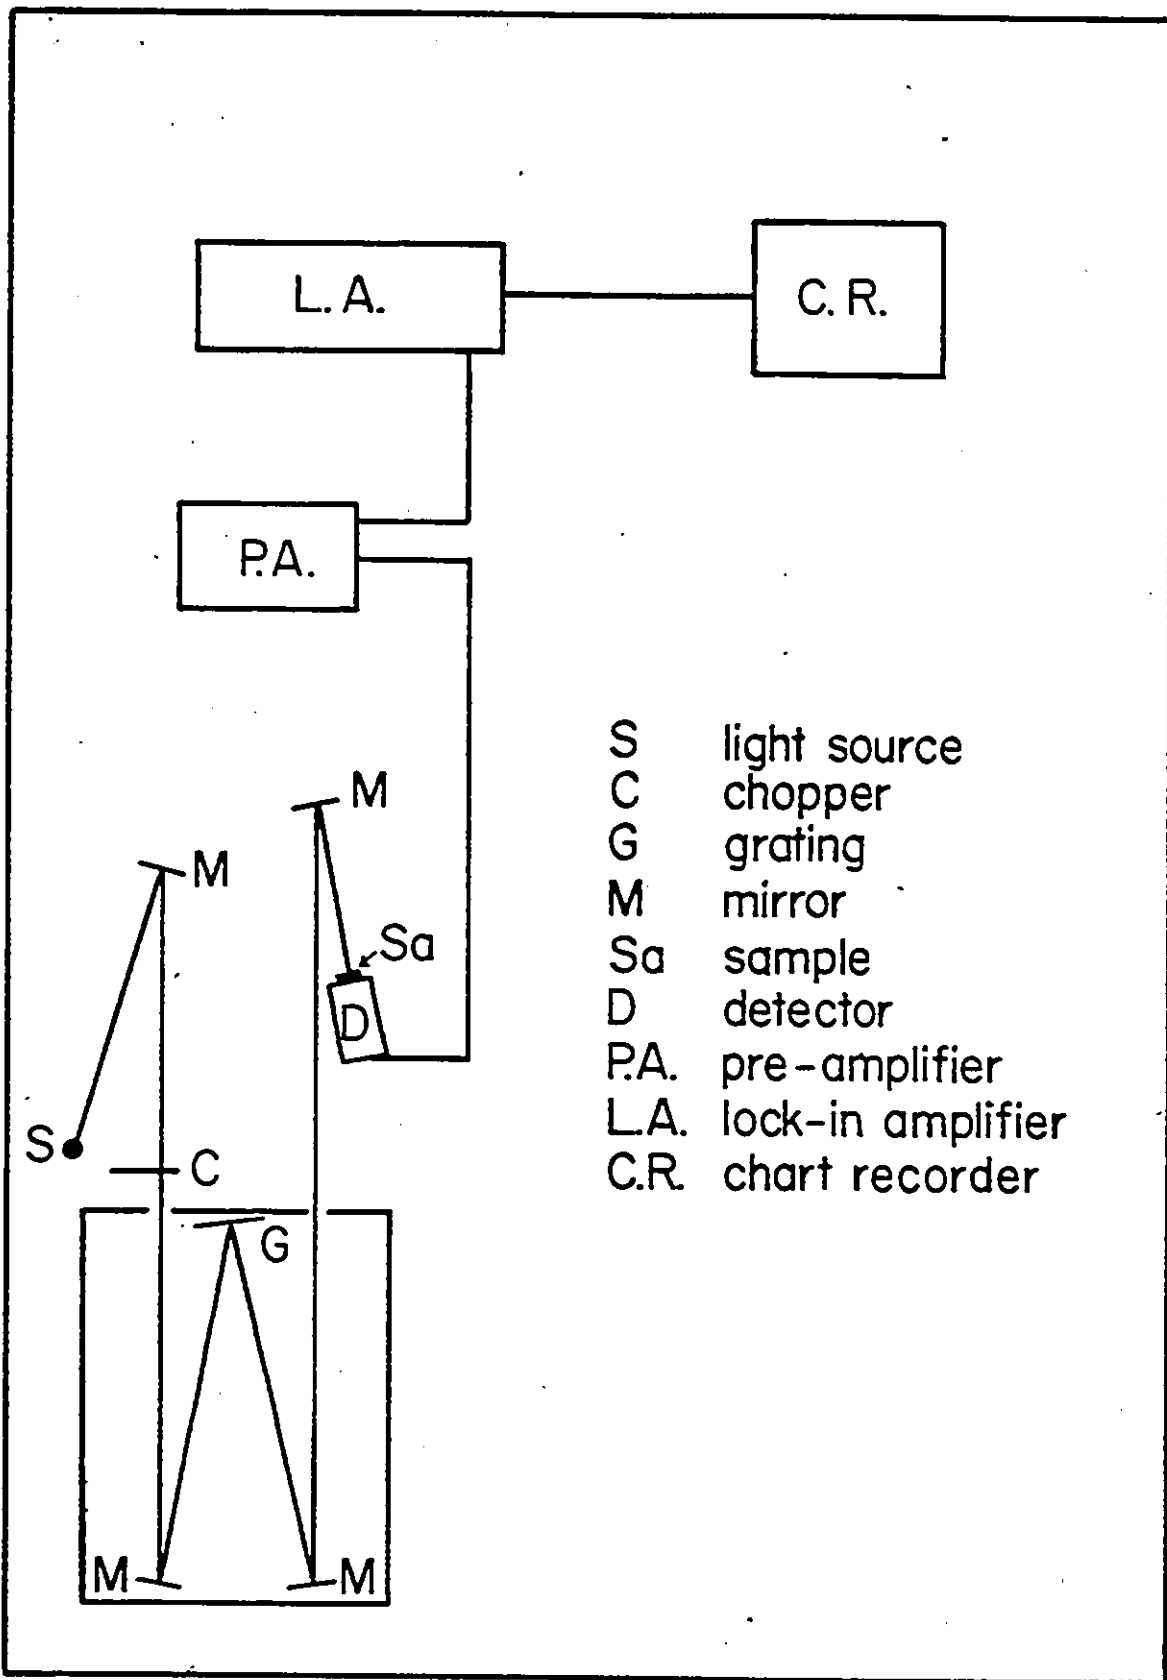 L. A.
C. R.
P.A.
M
M
Sa
D
S
C
G
M
M
S light source
C chopper
G grating
M mirror
Sa sample
D detector
P.A. pre-amplifier
L.A. lock-in amplifier
C.R. chart recorder